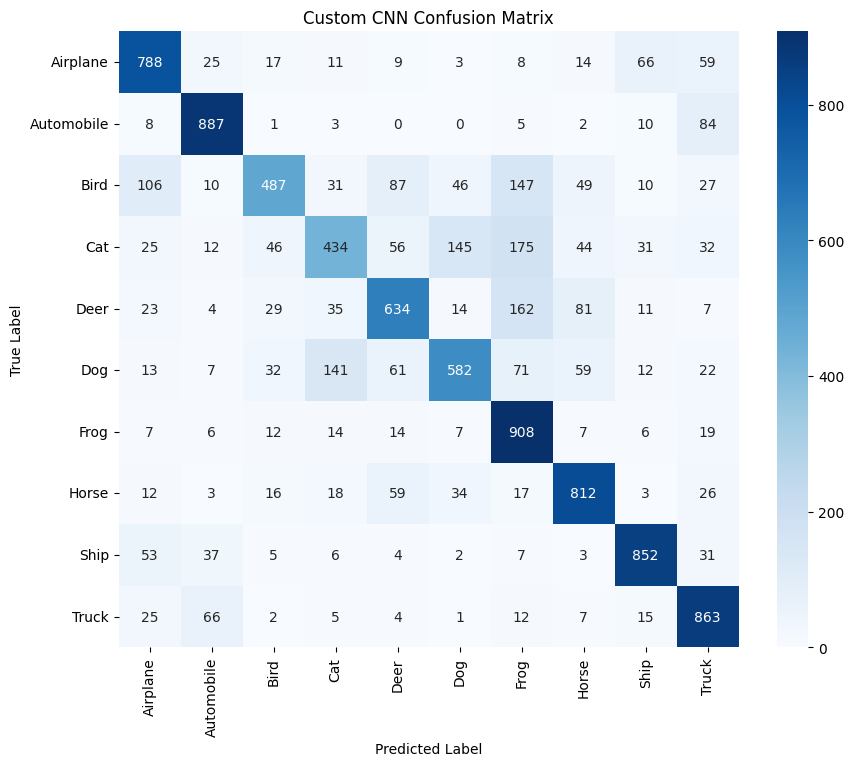 Custom CNN Confusion Matrix
Airplane 788 25 17 11 9 3 8 14 66 59
Automobile 8 887 1 3 0 0 5 2 10 84
Bird 106 10 487 31 87 46 147 49 10 27
Cat 25 12 46 434 56 145 175 44 31 32
Deer 23 4 29 35 634 14 162 81 11 7
Dog 13 7 32 141 61 582 71 59 12 22
Frog 7 6 12 14 14 7 908 7 6 19
Horse 12 3 16 18 59 34 17 812 3 26
Ship 53 37 5 6 4 2 7 3 852 31
Truck 25 66 2 5 4 1 12 7 15 863
True Label
Airplane Automobile Bird Cat Deer Dog Frog Horse Ship Truck
Predicted Label
800
600
400
200
0